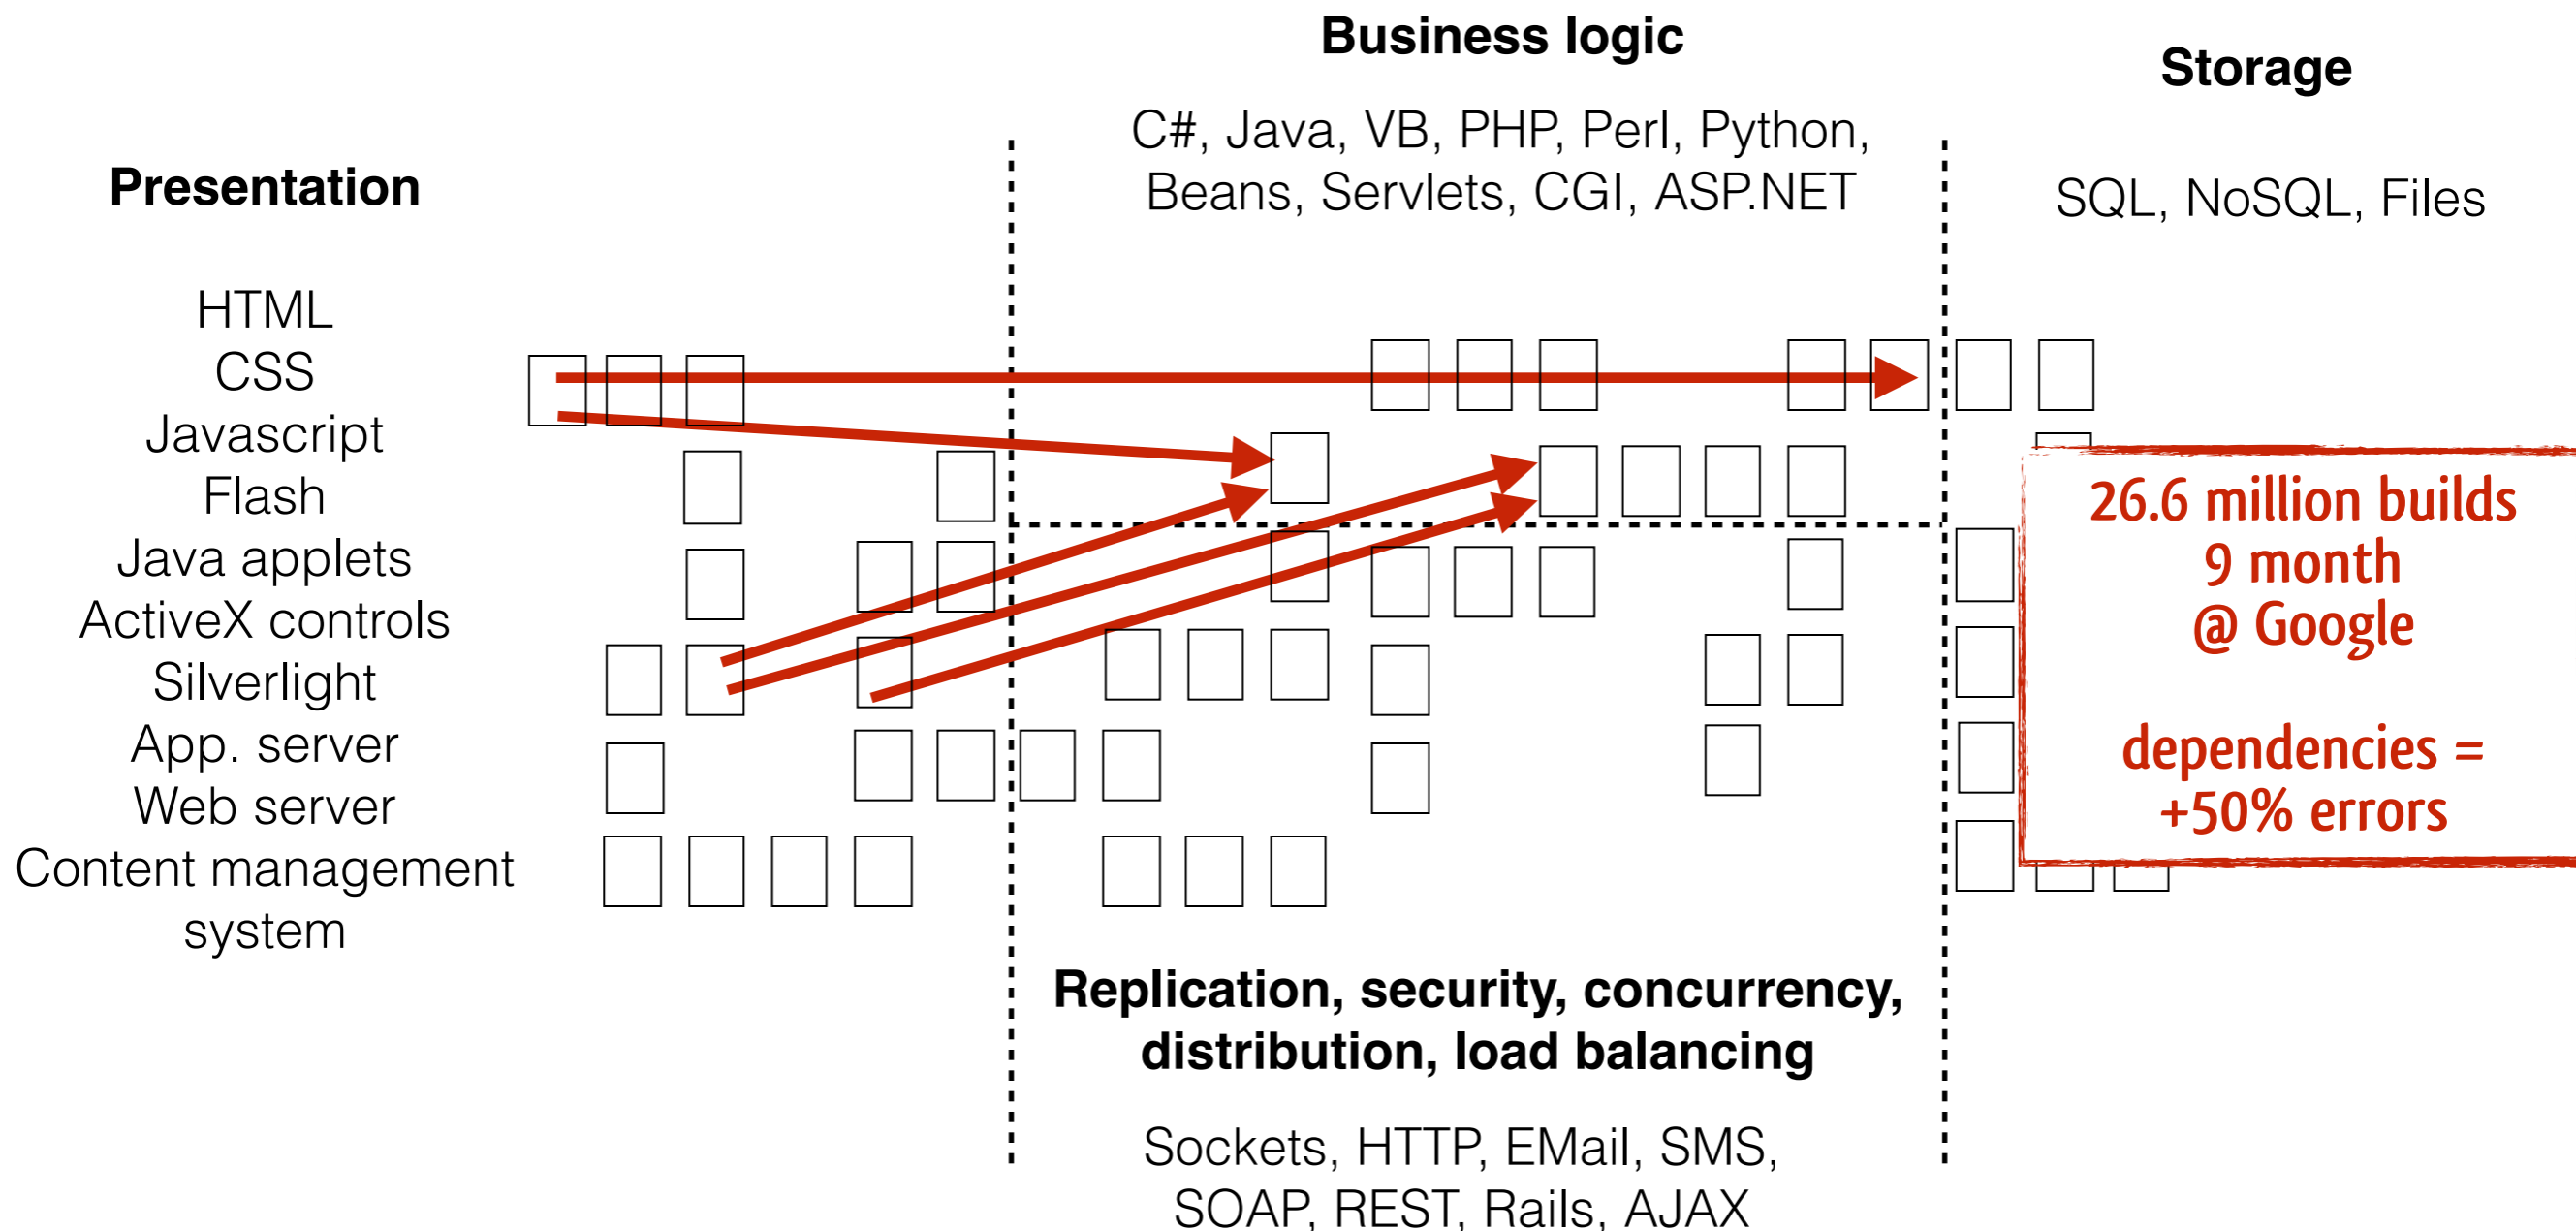 Presentation
HTML
CSS
Javascript
Flash
Java applets
ActiveX controls
Silverlight
App. server
Web server
Content management
system
Business logic
C#, Java, VB, PHP, Perl, Python,
Beans, Servlets, CGI, ASP.NET
Replication, security, concurrency,
distribution, load balancing
Sockets, HTTP, EMail, SMS,
SOAP, REST, Rails, AJAX
Storage
SQL, NoSQL, Files
26.6 million builds
9 month
@ Google
dependencies =
+50% errors